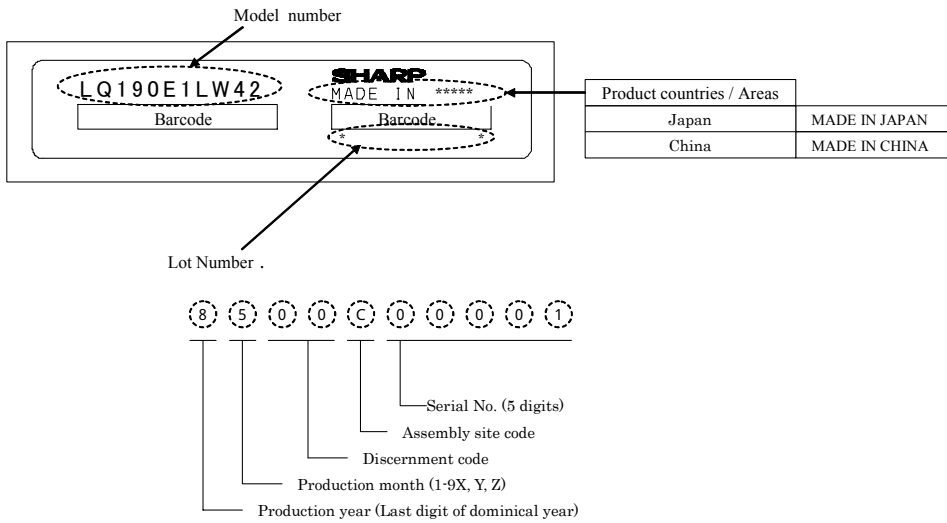 Model number
SHARP
LQ190E1LW42
MADE IN *****
Barcode
Barcode
* *
Product countries / Areas
Japan MADE IN JAPAN
China MADE IN CHINA
Lot Number .
8 5 0 0 C 0 0 0 0 1
Serial No. (5 digits)
Assembly site code
Discernment code
Production month (1-9X, Y, Z)
Production year (Last digit of dominical year)